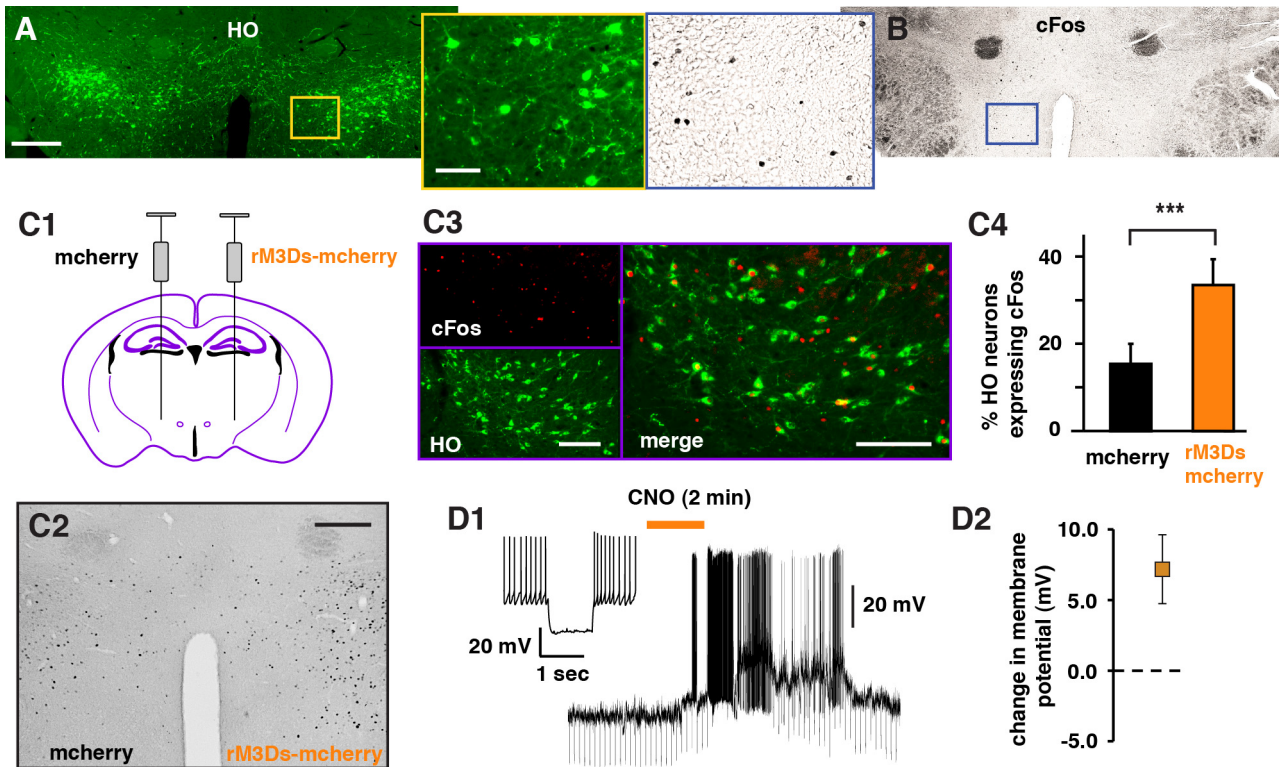 A
HO
B
cFos
C1
mcherry
rM3Ds-mcherry
C3
cFos
HO
merge
C4
***
% HO neurons
expressing cFos
40
20
0
mcherry
rM3Ds
mcherry
C2
mcherry
rM3Ds-mcherry
D1
CNO (2 min)
20 mV
1 sec
20 mV
D2
change in membrane
potential (mV)
10.0
5.0
0.0
-5.0